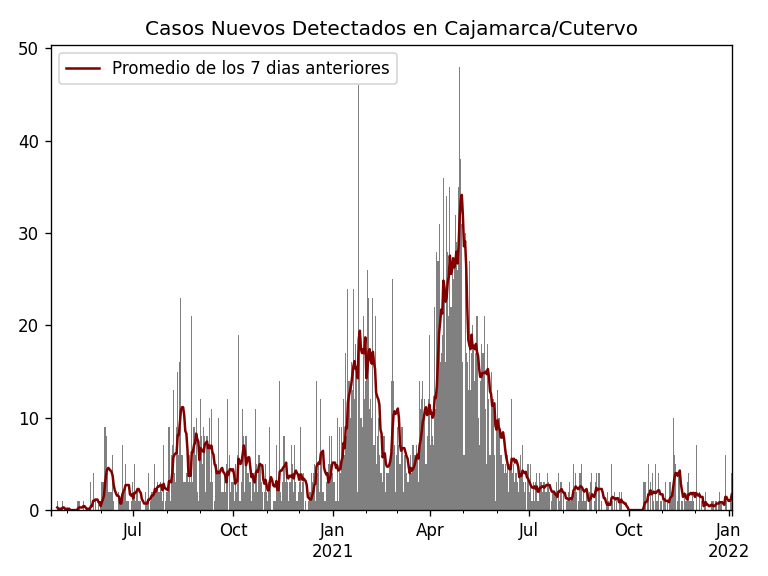 Casos Nuevos Detectados en Cajamarca/Cutervo
Promedio de los 7 dias anteriores
50
40
30
20
10
0
Jul Oct Jan Apr Jul Oct Jan
2021 2022